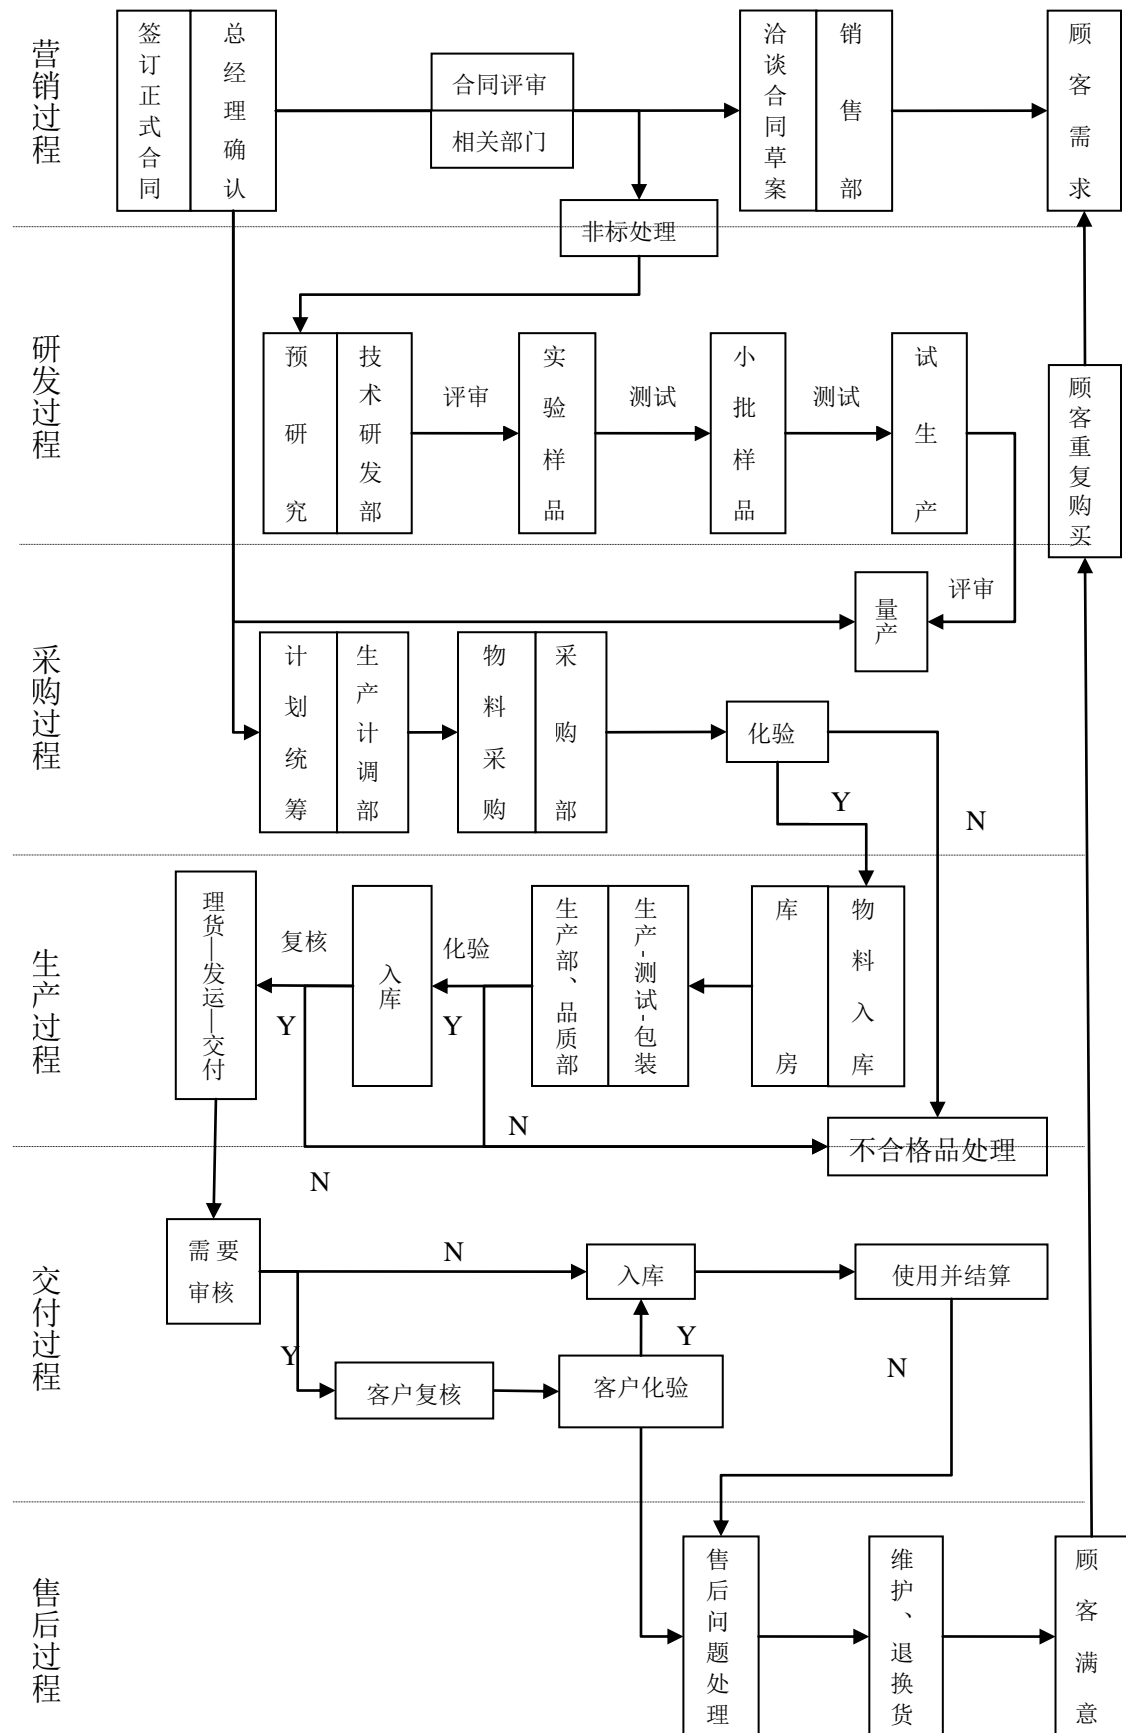 营销过程
签订正式合同
总经理确认
合同评审
相关部门
洽谈合同草案
销售部
顾客需求
非标处理
研发过程
预研究
技术研发部
评审
实验样品
测试
小批样品
测试
试生产
顾客重复购买
采购过程
量产
评审
计划统筹
生产计调部
物料采购
采购部
化验
Y
N
生产过程
理货—发运—交付
复核
Y
入库
化验
Y
生产部、品质部
生产-测试-包装
库房
物料入库
N
不合格品处理
N
交付过程
需要
审核
N
入库
使用并结算
Y
客户复核
客户化验
Y
N
售后过程
售后问题处理
维护、退换货
顾客满意